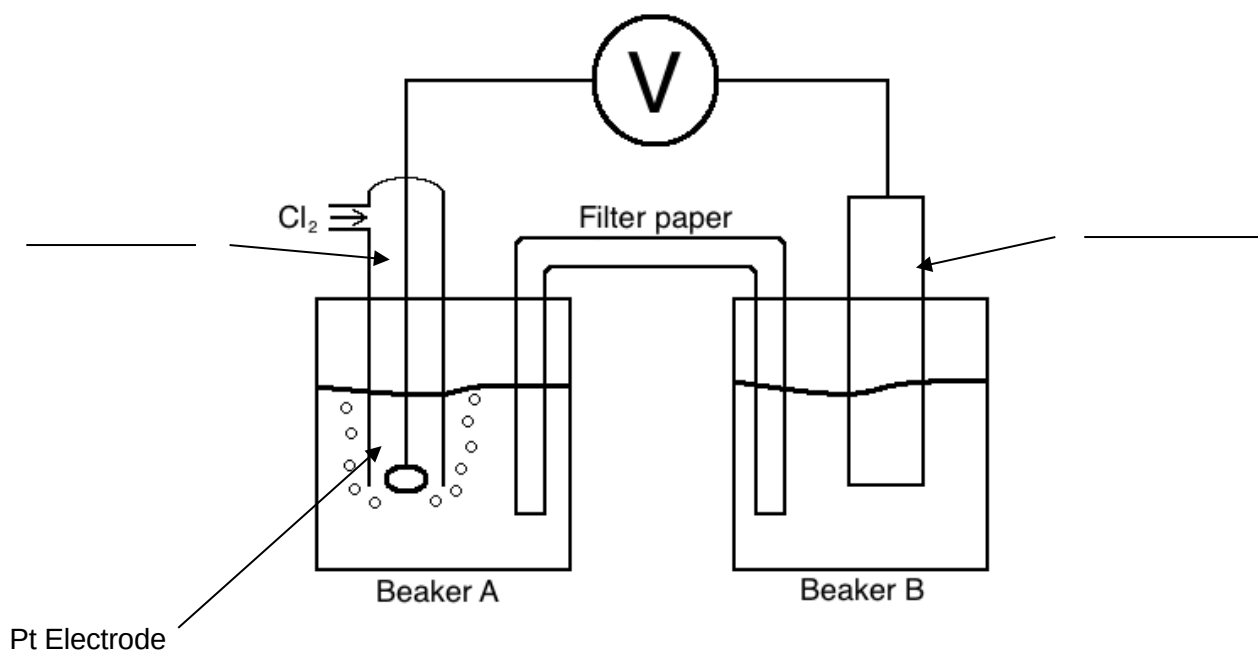 V
Cl₂
Filter paper
Beaker A
Beaker B
Pt Electrode